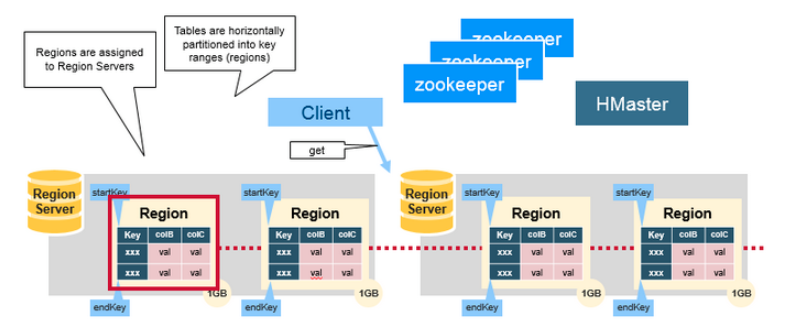 Regions are assigned
to Region Servers
Tables are horizontally
partitioned into key
ranges (regions)
zookeeper
zookeeper
zookeeper
HMaster
Client
get
Region
Server
startKey
Region
Key colB colC
xxx val val
xxx val val
endKey
1GB
startKey
Region
Key colB colC
xxx val val
xxx val val
endKey
1GB
Region
Server
startKey
Region
Key colB colC
xxx val val
xxx val val
endKey
1GB
startKey
Region
Key colB colC
xxx val val
xxx val val
endKey
1GB